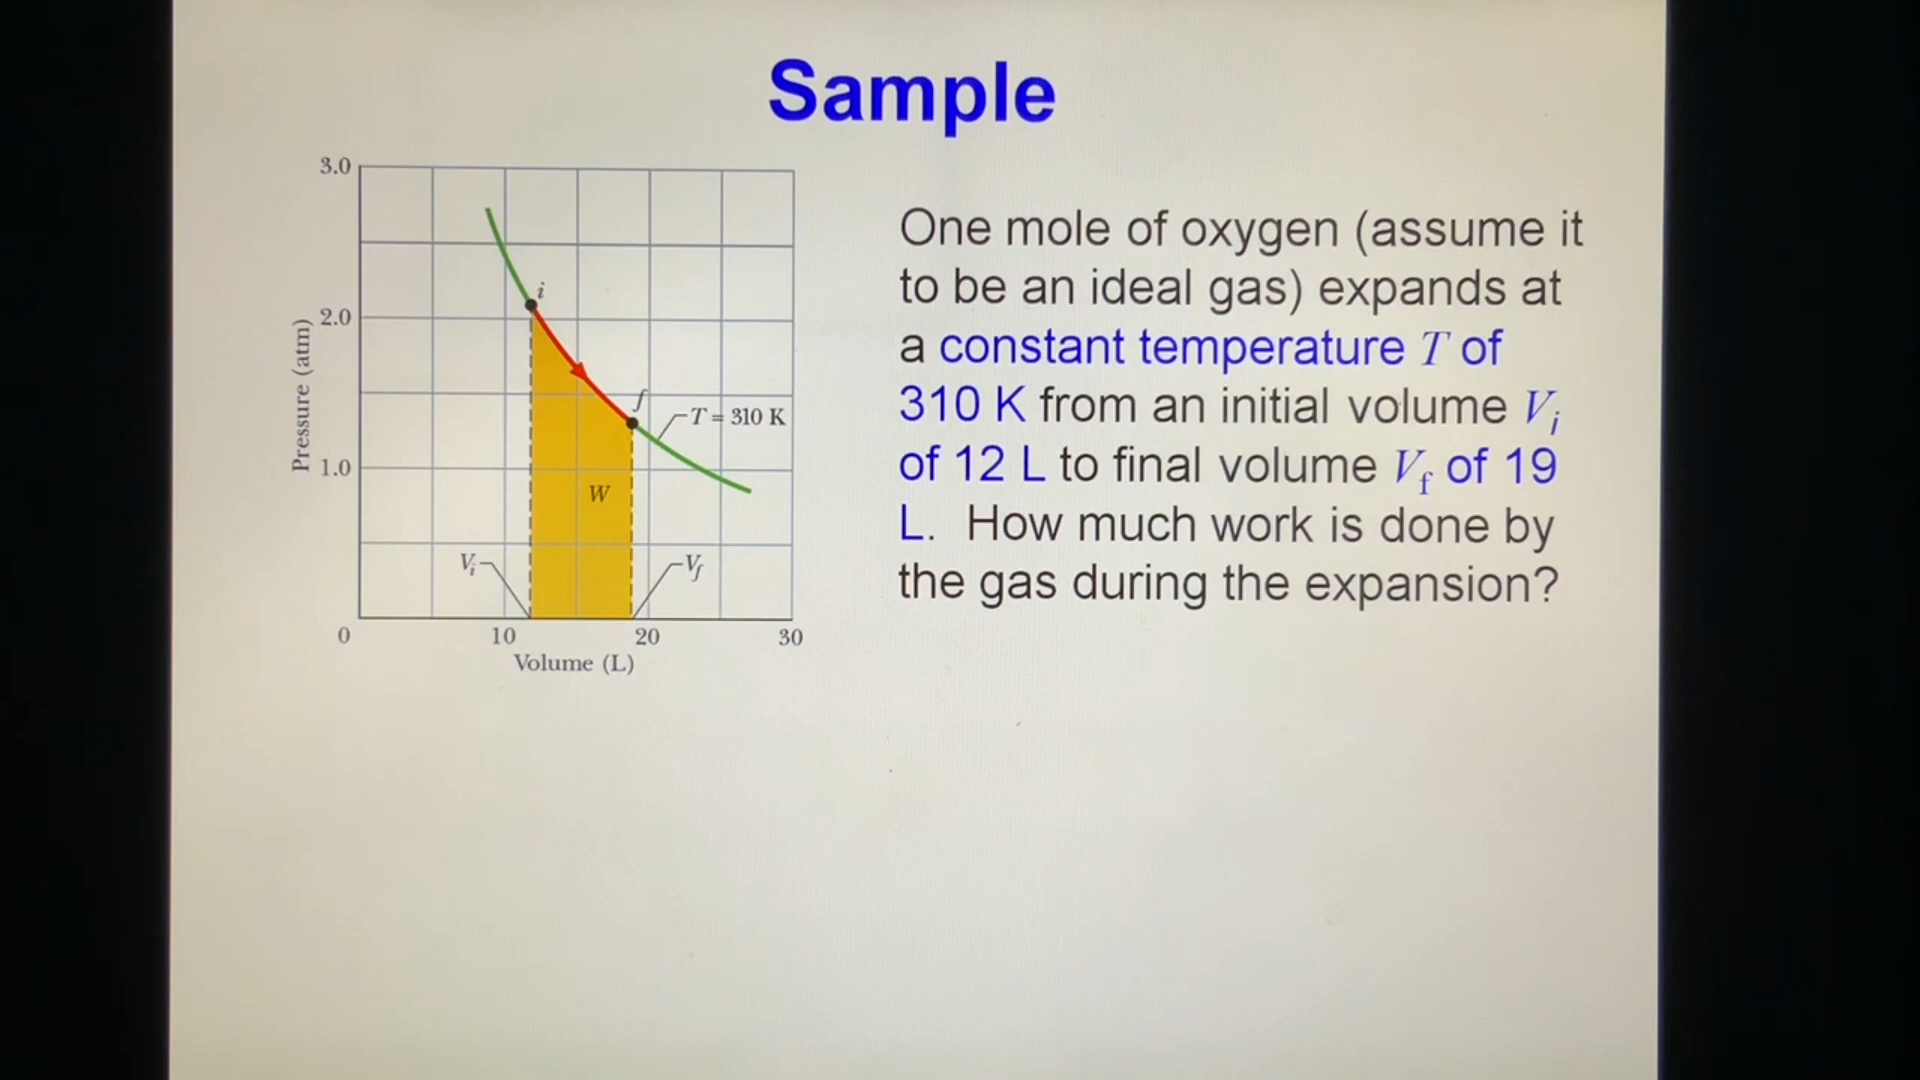 Sample
3.0
2.0
1.0
0
10
20
30
Pressure (atm)
Volume (L)
i
f
T = 310 K
W
Vi
Vf
One mole of oxygen (assume it
to be an ideal gas) expands at
a constant temperature T of
310 K from an initial volume Vi
of 12 L to final volume Vf of 19
L. How much work is done by
the gas during the expansion?